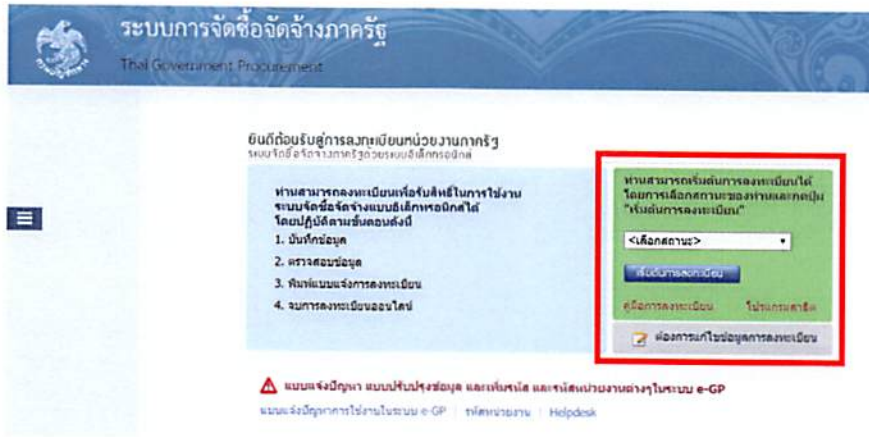 ระบบการจัดซื้อจัดจ้างภาครัฐ
Thai Government Procurement
ยินดีต้อนรับสู่การลงทะเบียนหน่วยงานภาครัฐ
ระบบจัดซื้อจัดจ้างภาครัฐด้วยระบบอิเล็กทรอนิกส์
ท่านสามารถลงทะเบียนเพื่อรับสิทธิ์ในการใช้งาน
ระบบจัดซื้อจัดจ้างแบบอิเล็กทรอนิกส์ได้
โดยปฏิบัติตามขั้นตอนดังนี้
1. บันทึกข้อมูล
2. ตรวจสอบข้อมูล
3. พิมพ์แบบแจ้งการลงทะเบียน
4. จบการลงทะเบียนออนไลน์
ท่านสามารถเริ่มต้นการลงทะเบียนได้
โดยการเลือกสถานะของท่านและกดปุ่ม
"เริ่มต้นการลงทะเบียน"
<เลือกสถานะ>
เริ่มต้นการลงทะเบียน
คู่มือการลงทะเบียน โปรแกรมสาธิต
ต้องการแก้ไขข้อมูลการลงทะเบียน
แบบแจ้งปัญหา แบบปรับปรุงข้อมูล และเพิ่มรหัส และรหัสหน่วยงานต่างๆในระบบ e-GP
แบบแจ้งปัญหาการใช้งานในระบบ e-GP | รหัสหน่วยงาน | Helpdesk